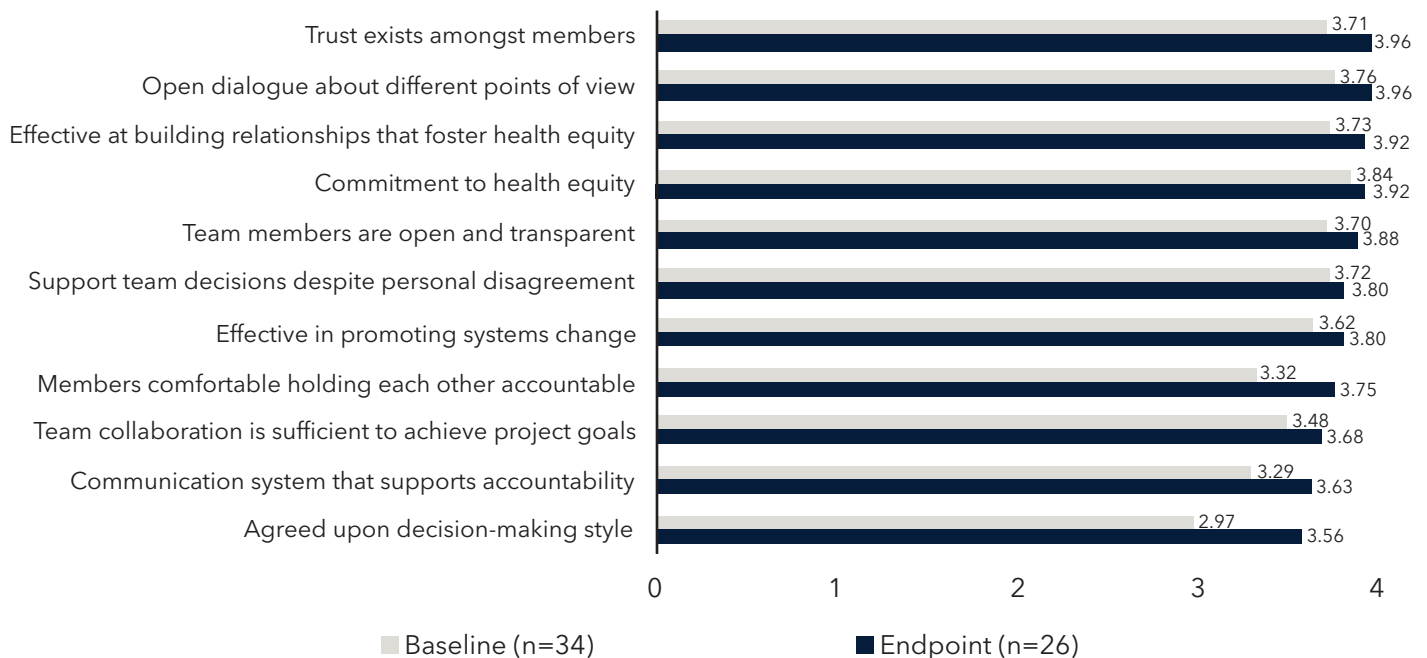 Trust exists amongst members
3.71
3.96
Open dialogue about different points of view
3.76
3.96
Effective at building relationships that foster health equity
3.73
3.92
Commitment to health equity
3.84
3.92
Team members are open and transparent
3.70
3.88
Support team decisions despite personal disagreement
3.72
3.80
Effective in promoting systems change
3.62
3.80
Members comfortable holding each other accountable
3.32
3.75
Team collaboration is sufficient to achieve project goals
3.48
3.68
Communication system that supports accountability
3.29
3.63
Agreed upon decision-making style
2.97
3.56
0 1 2 3 4
Baseline (n=34) Endpoint (n=26)